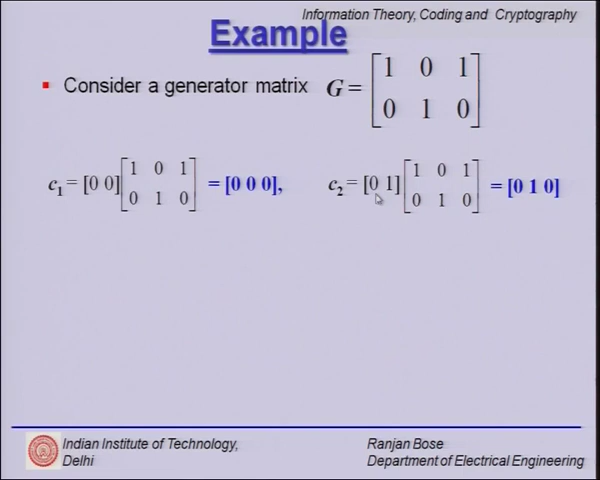 Information Theory, Coding and Cryptography
Example
Consider a generator matrix G = [1 0 1
0 1 0]
c1 = [0 0] [1 0 1
0 1 0] = [0 0 0],
c2 = [0 1] [1 0 1
0 1 0] = [0 1 0]
Indian Institute of Technology,
Delhi
Ranjan Bose
Department of Electrical Engineering